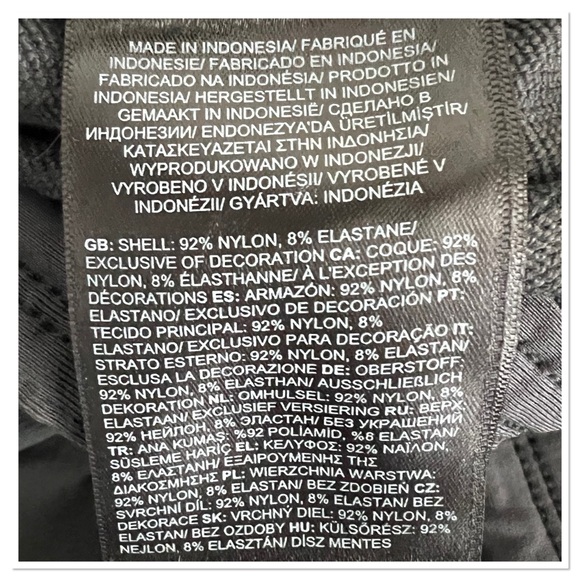 MADE IN INDONESIA/ FABRIQUÉ EN
INDONÉSIE/ FABRICADO EN INDONESIA/
FABRICADO NA INDONÉSIA/ PRODOTTO IN
INDONESIA/ HERGESTELLT IN INDONESIEN/
GEMAAKT IN INDONESIË/ СДЕЛАНО В
ИНДОНЕЗИИ/ ENDONEZYA'DA ÜRETİLMİŞTİR/
ΚΑΤΑΣΚΕΥΑΖΕΤΑΙ ΣΤΗΝ ΙΝΔΟΝΗΣΙΑ/
WYPRODUKOWANO W INDONEZJI/
VYROBENO V INDONÉSII/ VYROBENÉ V
INDONÉZII/ GYÁRTVA: INDONÉZIA
GB: SHELL: 92% NYLON, 8% ELASTANE/
EXCLUSIVE OF DECORATION CA: COQUE: 92%
NYLON, 8% ÉLASTHANNE/ À L'EXCEPTION DES
DÉCORATIONS ES: ARMAZÓN: 92% NYLON, 8%
ELASTANO/ EXCLUSIVO DE DECORACIÓN PT:
TECIDO PRINCIPAL: 92% NYLON, 8%
ELASTANO/ EXCLUSIVO PARA DECORAÇÃO IT:
STRATO ESTERNO: 92% NYLON, 8% ELASTAN/
ESCLUSA LA DECORAZIONE DE: OBERSTOFF:
92% NYLON, 8% ELASTHAN/ AUSSCHLIEßLICH
DEKORATION NL: OMHULSEL: 92% NYLON, 8%
ELASTAAN/ EXCLUSIEF VERSIERING RU: ВЕРХ:
92% НЕЙЛОН, 8% ЭЛАСТАН/ БЕЗ УКРАШЕНИЙ
TR: ANA KUMAŞ: %92 POLİAMİD, %8 ELASTAN/
SÜSLEME HARİÇ EL: ΚΕΛΥΦΟΣ: 92% ΝΑΪΛΟΝ,
8% ΕΛΑΣΤΑΝΗ/ ΕΞΑΙΡΟΥΜΕΝΗΣ ΤΗΣ
ΔΙΑΚΟΣΜΗΣΗΣ PL: WIERZCHNIA WARSTWA:
92% NYLON, 8% ELASTAN/ BEZ ZDOBIEŃ CZ:
SVRCHNÍ DÍL: 92% NYLON, 8% ELASTAN/ BEZ
DEKORACE SK: VRCHNÝ DIEL: 92% NYLON, 8%
ELASTAN/ BEZ OZDOBY HU: KÜLSŐRÉSZ: 92%
NEJLON, 8% ELASZTÁN/ DÍSZ MENTES